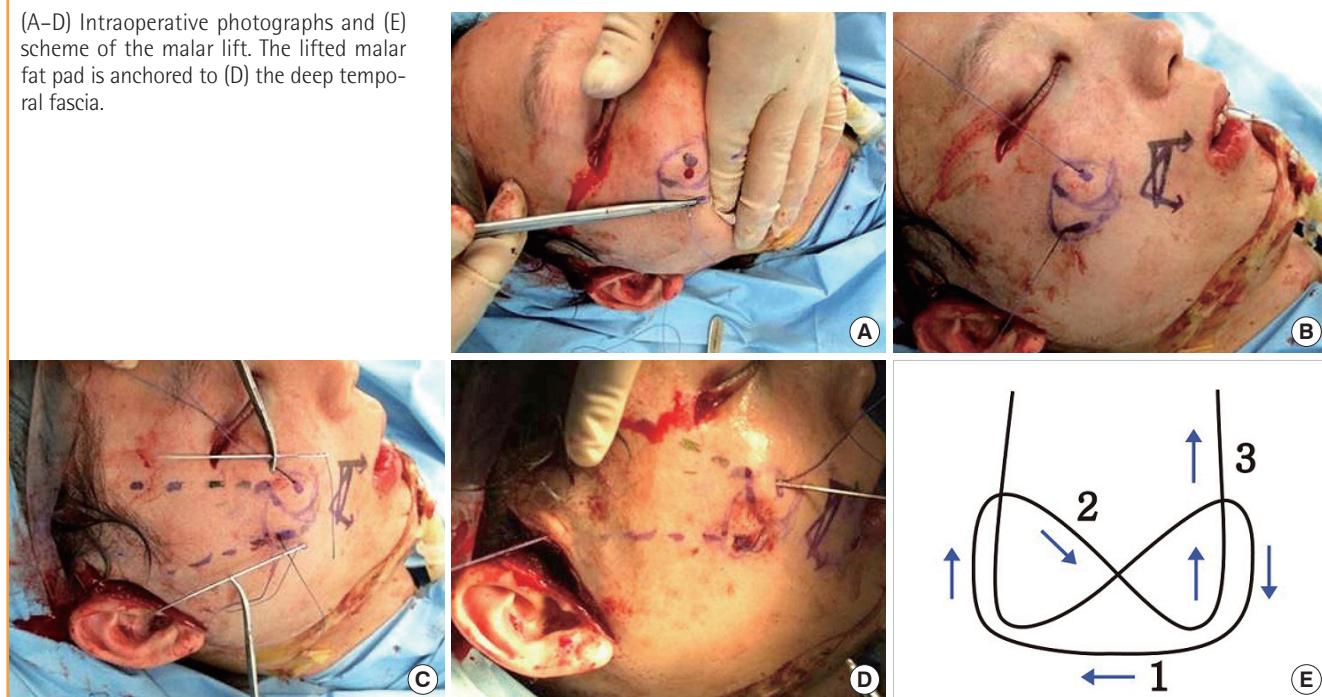 (A–D) Intraoperative photographs and (E)
scheme of the malar lift. The lifted malar
fat pad is anchored to (D) the deep tempo-
ral fascia.
A
B
C
D
2
3
1
E